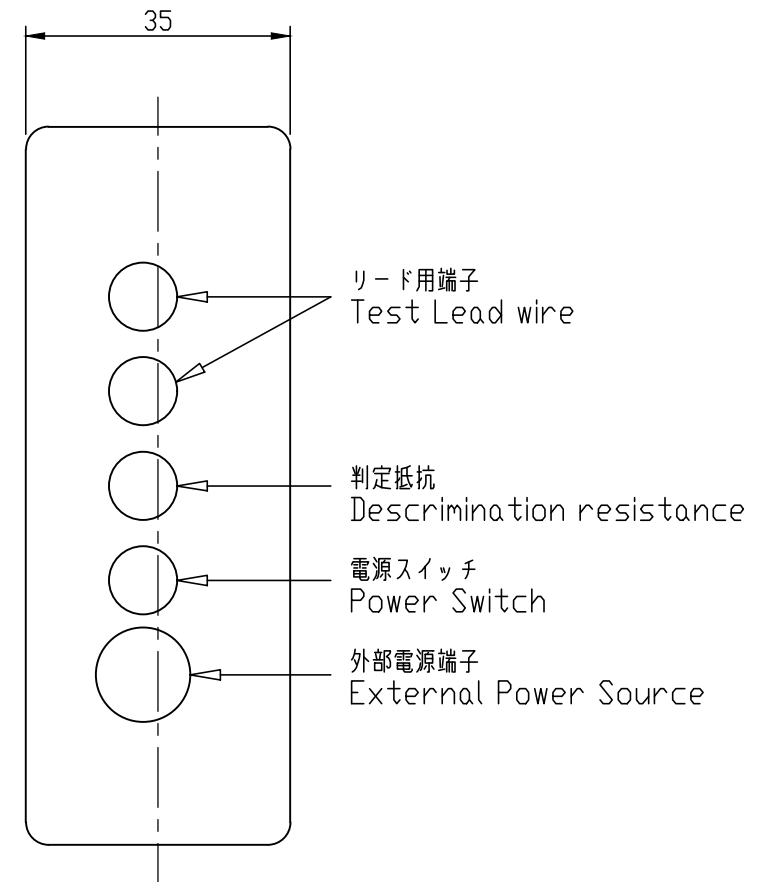 35
リード用端子
Test Lead wire
判定抵抗
Descrimination resistance
電源スイッチ
Power Switch
外部電源端子
External Power Source